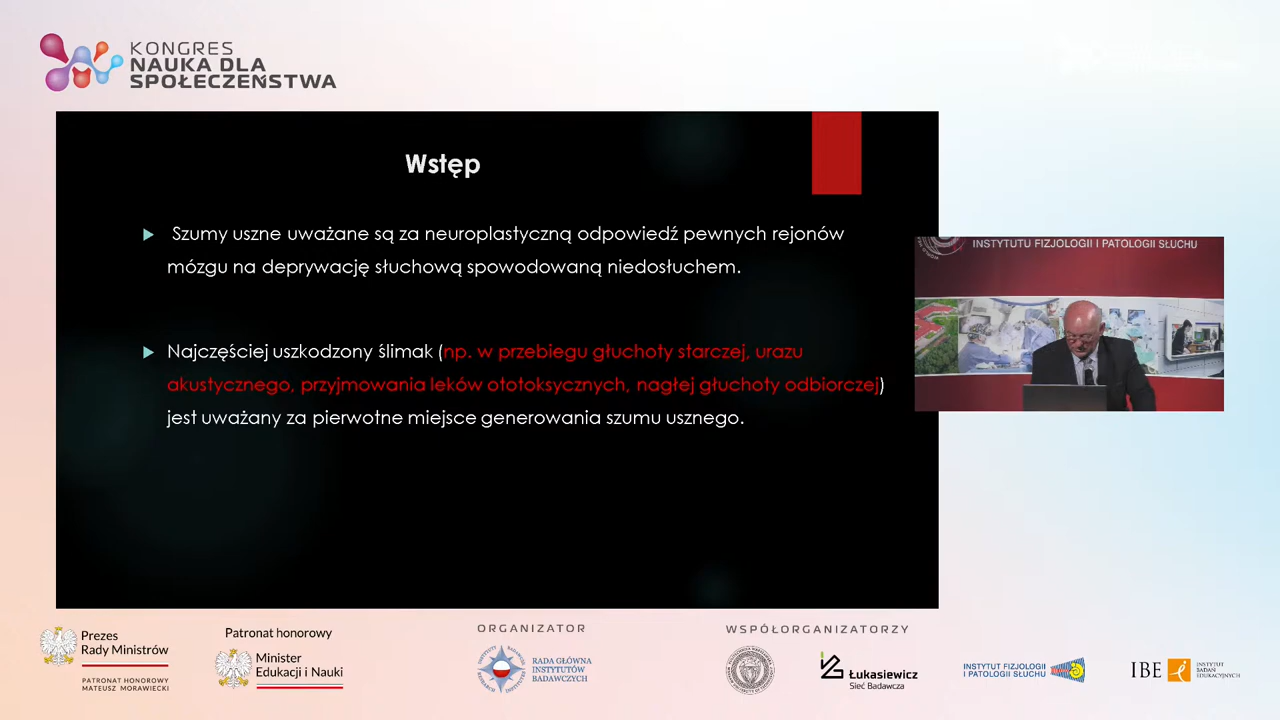 KONGRES
NAUKA DLA
SPOŁECZEŃSTWA
Wstęp
Szumy uszne uważane są za neuroplastyczną odpowiedź pewnych rejonów
mózgu na deprywację słuchową spowodowaną niedosłuchem.
Najczęściej uszkodzony ślimak (np. w przebiegu głuchoty starczej, urazu
akustycznego, przyjmowania leków ototoksycznych, nagłej głuchoty odbiorczej)
jest uważany za pierwotne miejsce generowania szumu usznego.
INSTYTUTU FIZJOLOGII I PATOLOGII SŁUCHU
Prezes
Rady Ministrów
PATRONAT HONOROWY
MATEUSZ MORAWIECKI
Patronat honorowy
Minister
Edukacji i Nauki
ORGANIZATOR
RADA GŁÓWNA
INSTYTUTÓW
BADAWCZYCH
WSPÓŁORGANIZATORZY
Łukasiewicz
Sieć Badawcza
INSTYTUT FIZJOLOGII
I PATOLOGII SŁUCHU
IBE
INSTYTUT
BADAŃ
EDUKACYJNYCH